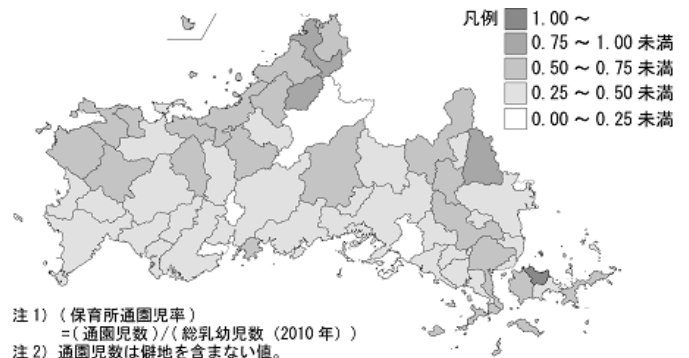 凡例
1.00 ～
0.75 ～ 1.00 未満
0.50 ～ 0.75 未満
0.25 ～ 0.50 未満
0.00 ～ 0.25 未満
注 1) (保育所通園児率)
=(通園児数)/(総乳幼児数(2010 年))
注 2) 通園児数は僻地を含まない値。